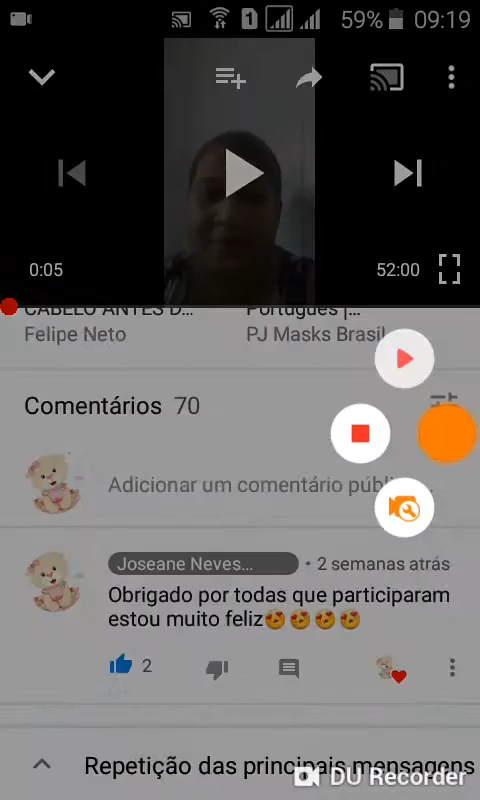 59% 09:19
0:05 52:00
CABELO ANTES D... Português |...
Felipe Neto PJ Masks Brasil
Comentários 70
Adicionar um comentário
Joseane Neves... • 2 semanas atrás
Obrigado por todas que participaram
estou muito feliz😍😍😍😍
2
Repetição das principais mensagens
DU Recorder